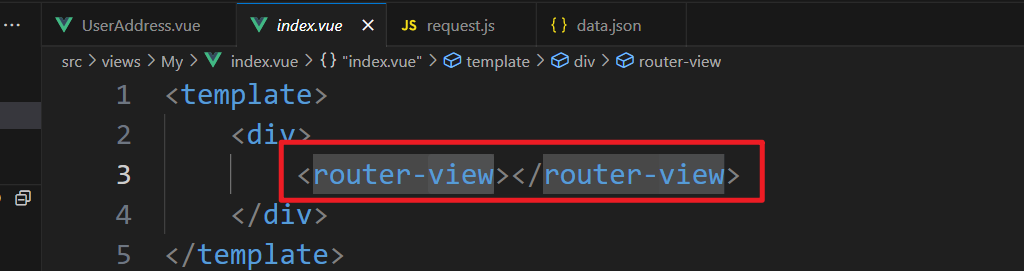 ··· UserAddress.vue index.vue × JS request.js {} data.json
src > views > My > index.vue > {} "index.vue" > template > div > router-view
1 <template>
2 <div>
3 <router-view></router-view>
4 </div>
5 </template>